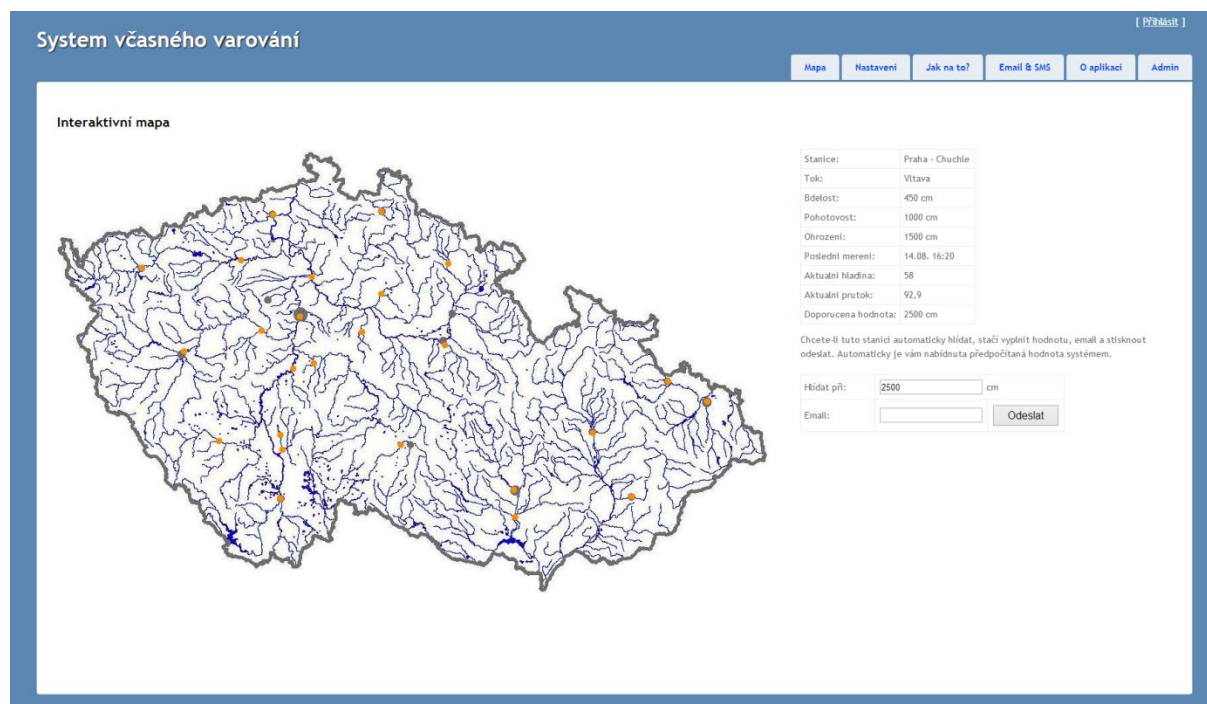 [ Přihlásit ]
System včasného varování
Mapa
Nastavení
Jak na to?
Email & SMS
O aplikaci
Admin
Interaktivní mapa
Stanice: Praha - Chuchle
Tok: Vltava
Bdelost: 450 cm
Pohotovost: 1000 cm
Ohrozeni: 1500 cm
Posledni mereni: 14.08. 16:20
Aktualni hladina: 58
Aktualni prutok: 92,9
Doporucena hodnota: 2500 cm
Chcete-li tuto stanici automaticky hlídat, stačí vyplnit hodnotu, email a stisknout
odeslat. Automaticky je vám nabídnuta předpočítaná hodnota systémem.
Hlídat při: 2500 cm
Email:
Odeslat